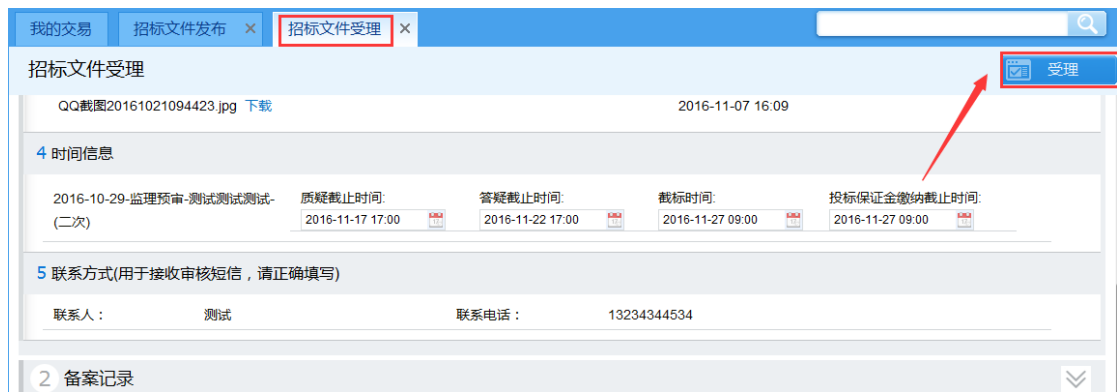 我的交易 招标文件发布 × 招标文件受理 ×
招标文件受理 受理
QQ截图20161021094423.jpg 下载 2016-11-07 16:09
4 时间信息
2016-10-29-监理预审-测试测试测试-(二次)
质疑截止时间: 答疑截止时间: 截标时间: 投标保证金缴纳截止时间:
2016-11-17 17:00 2016-11-22 17:00 2016-11-27 09:00 2016-11-27 09:00
5 联系方式(用于接收审核短信，请正确填写)
联系人： 测试 联系电话： 13234344534
2 备案记录